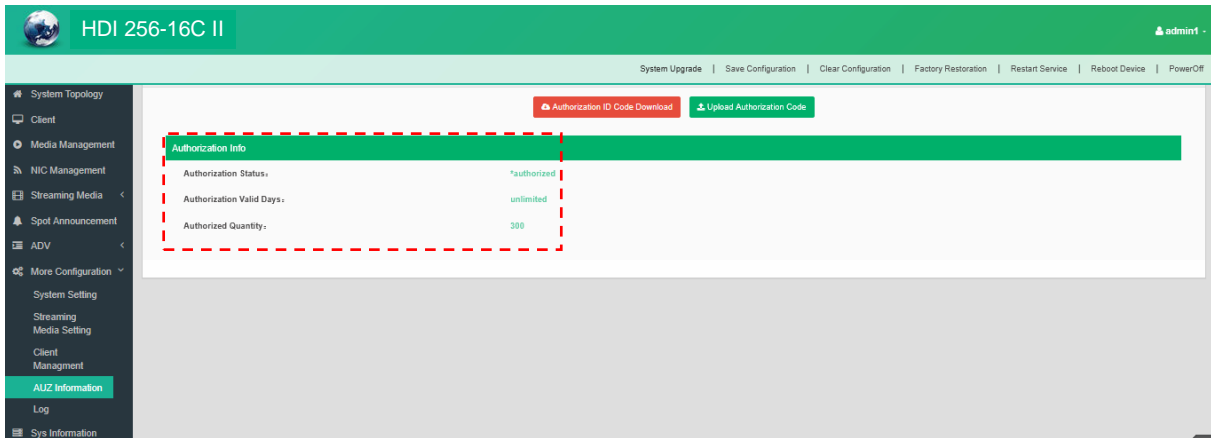 HDI 256-16C II
admin1 -
System Upgrade | Save Configuration | Clear Configuration | Factory Restoration | Restart Service | Reboot Device | PowerOff
System Topology
Client
Media Management
NIC Management
Streaming Media <
Spot Announcement
ADV <
More Configuration
System Setting
Streaming
Media Setting
Client
Managment
AUZ Information
Log
Sys Information
Authorization ID Code Download
Upload Authorization Code
Authorization Info
Authorization Status: *authorized
Authorization Valid Days: unlimited
Authorized Quantity: 300